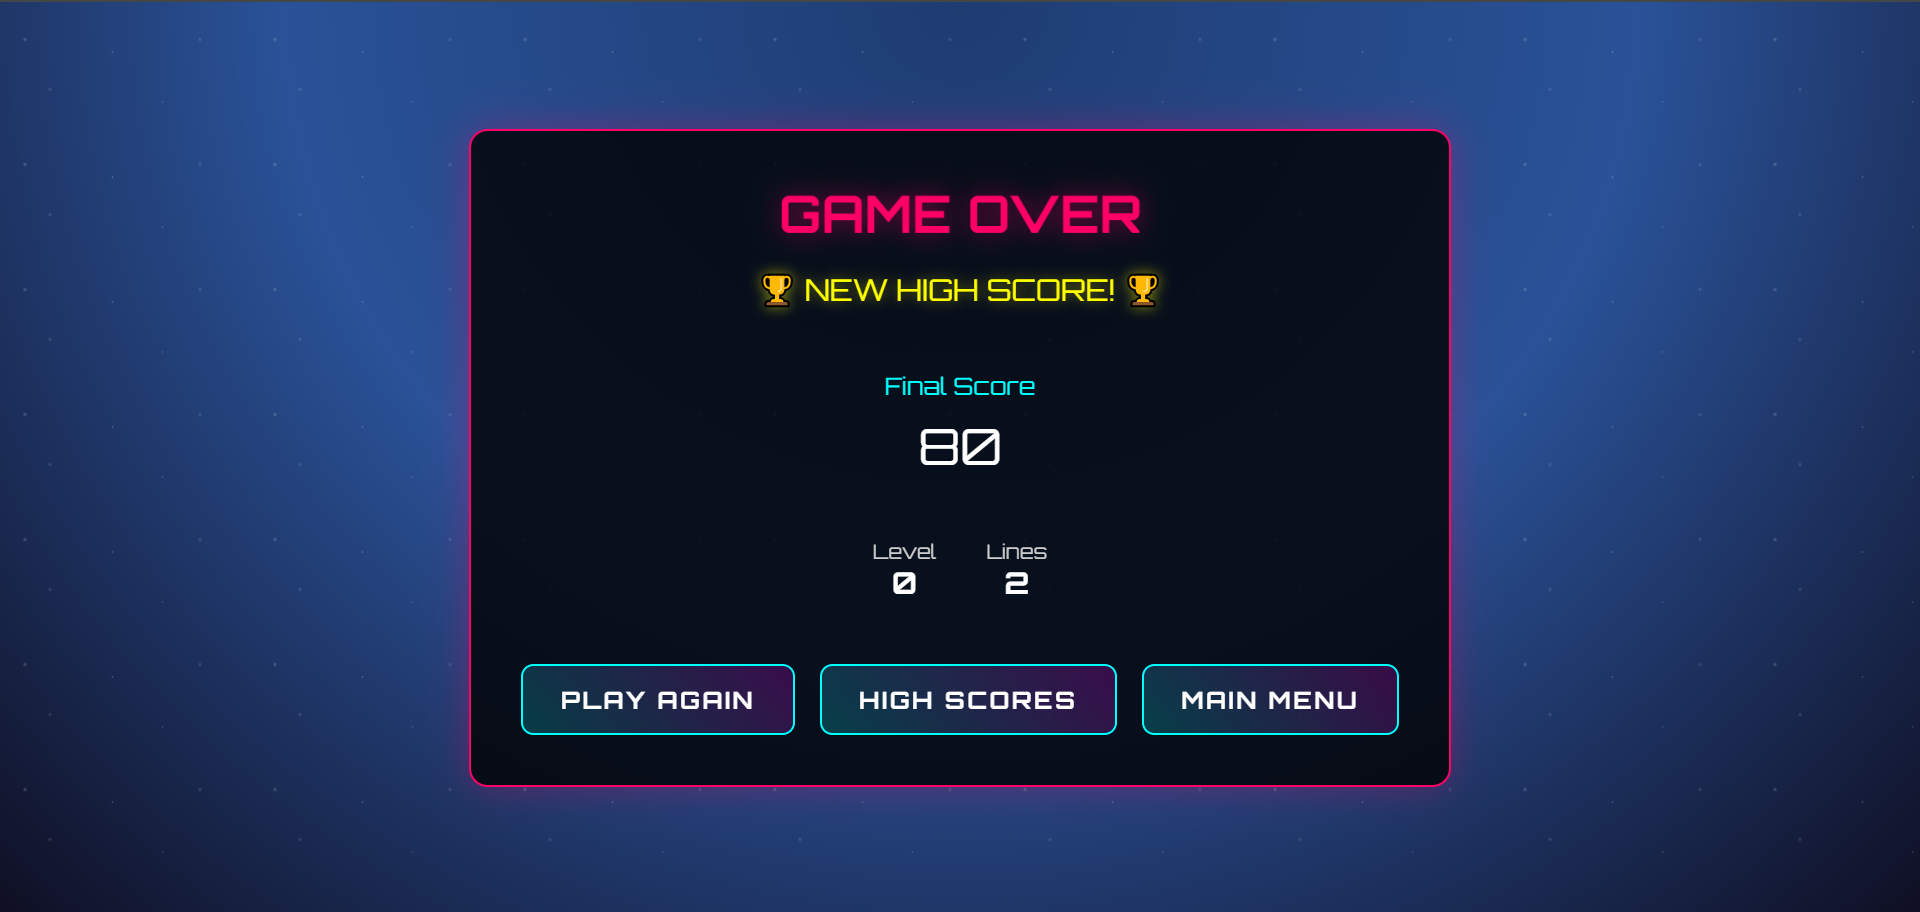 GAME OVER
🏆 NEW HIGH SCORE! 🏆
Final Score
80
Level Lines
0 2
PLAY AGAIN HIGH SCORES MAIN MENU